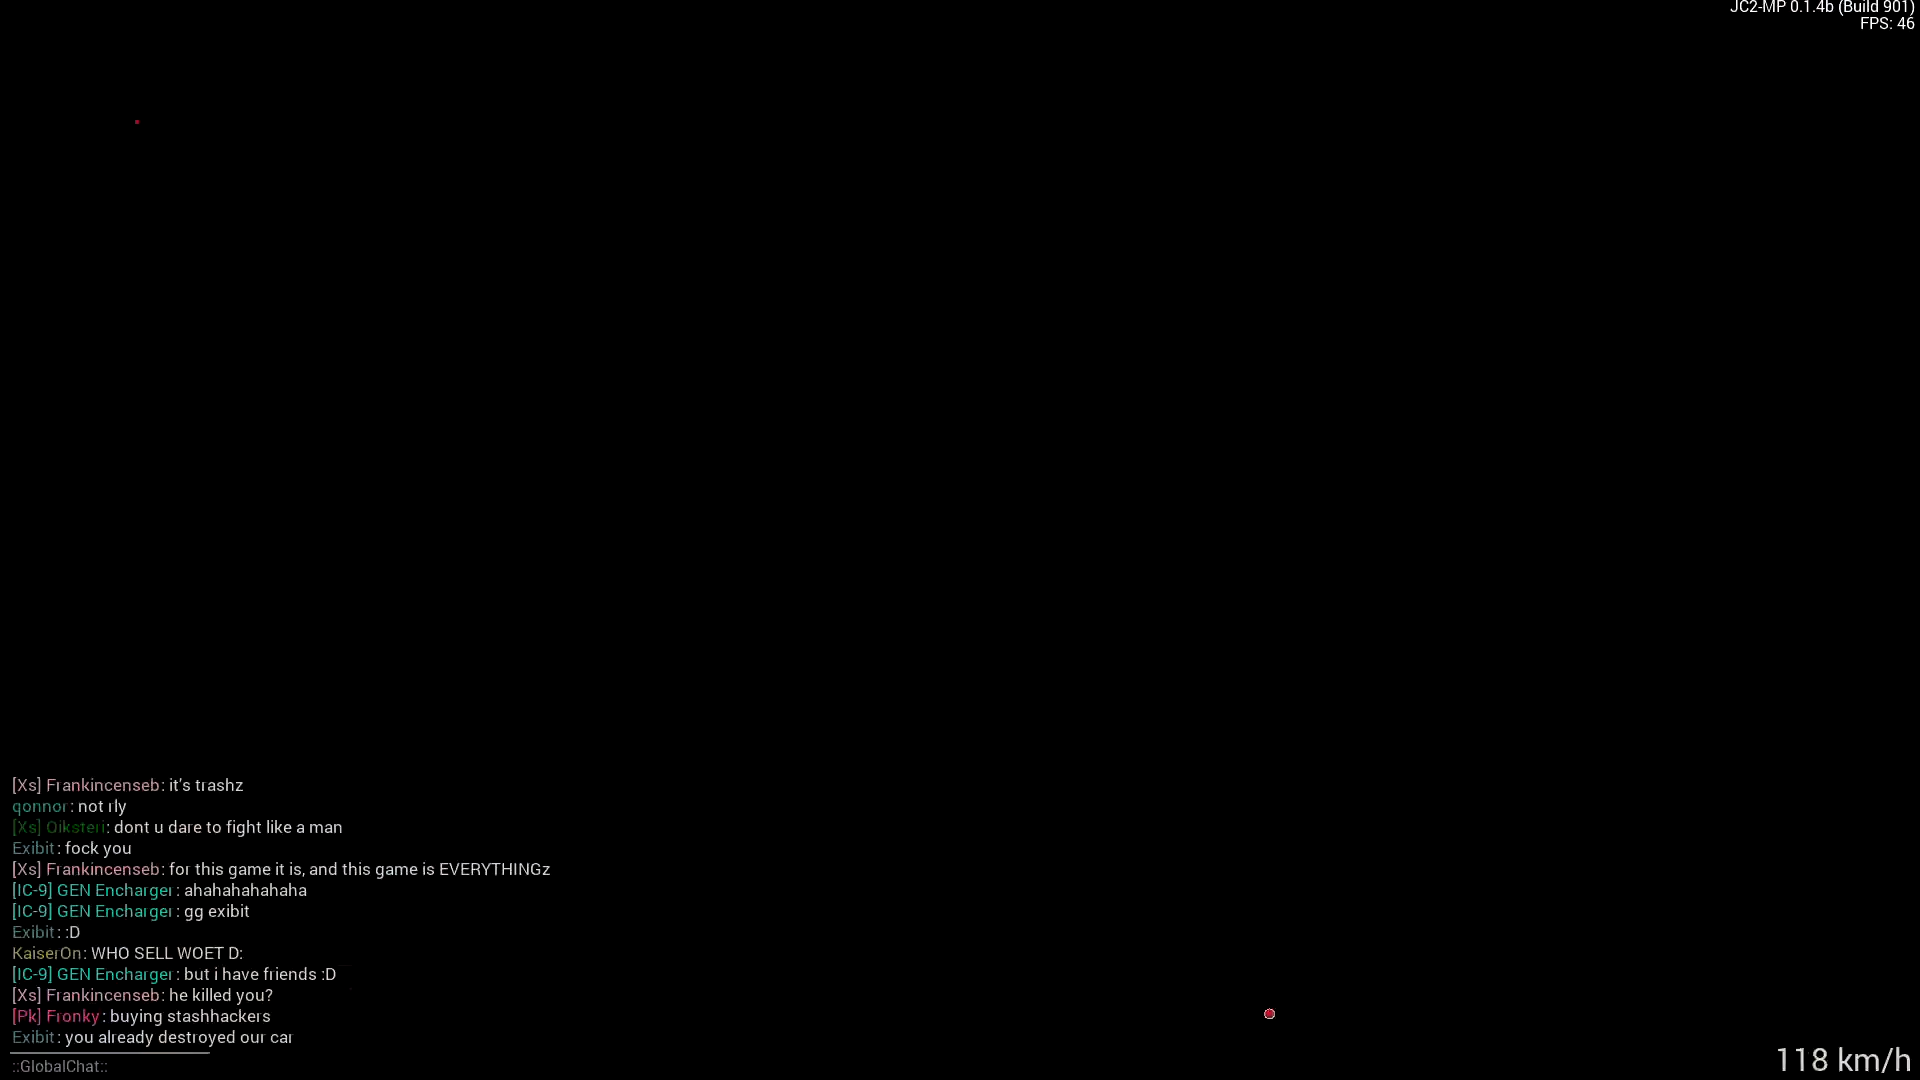 JC2-MP 0.1.4b (Build 901)
FPS: 46
[Xs] Frankincenseb: it's trashz
qonnor: not rly
[Xs] Oiksteri: dont u dare to fight like a man
Exibit: fock you
[Xs] Frankincenseb: for this game it is, and this game is EVERYTHINGz
[IC-9] GEN Encharger: ahahahahahaha
[IC-9] GEN Encharger: gg exibit
Exibit: :D
KaiserOn: WHO SELL WOET D:
[IC-9] GEN Encharger: but i have friends :D
[Xs] Frankincenseb: he killed you?
[Pk] Fronky: buying stashhackers
Exibit: you already destroyed our car
::GlobalChat::
118 km/h